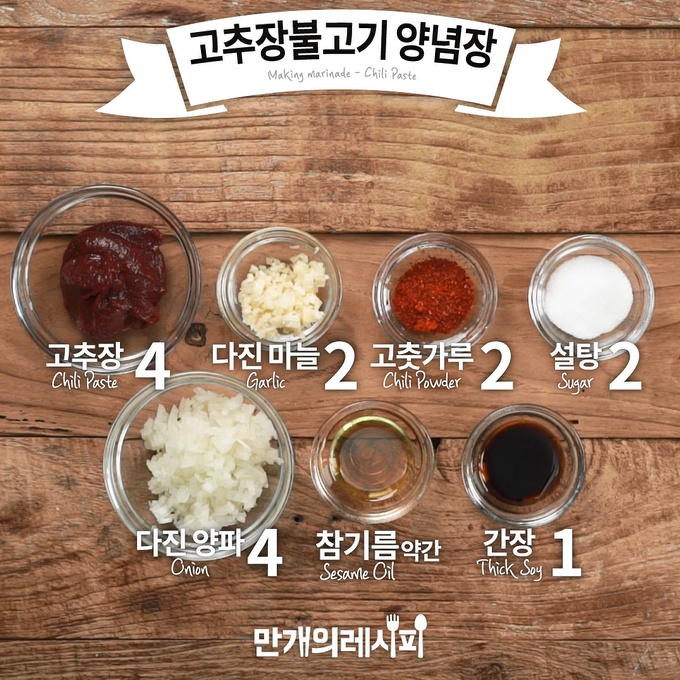 고추장불고기 양념장
Making marinade - Chili Paste
고추장 4
Chili Paste
다진 마늘 2
Garlic
고춧가루 2
Chili Powder
설탕 2
Sugar
다진 양파 4
Onion
참기름 약간
Sesame Oil
간장 1
Thick Soy
만개의레시피